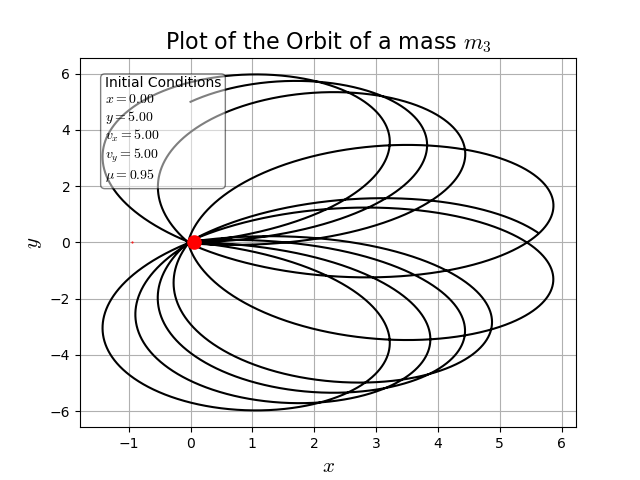 Plot of the Orbit of a mass m₃
Initial Conditions
x = 0.00
y = 5.00
vₓ = 5.00
v_y = 5.00
μ = 0.95
y
6
4
2
0
−2
−4
−6
−1 0 1 2 3 4 5 6
x